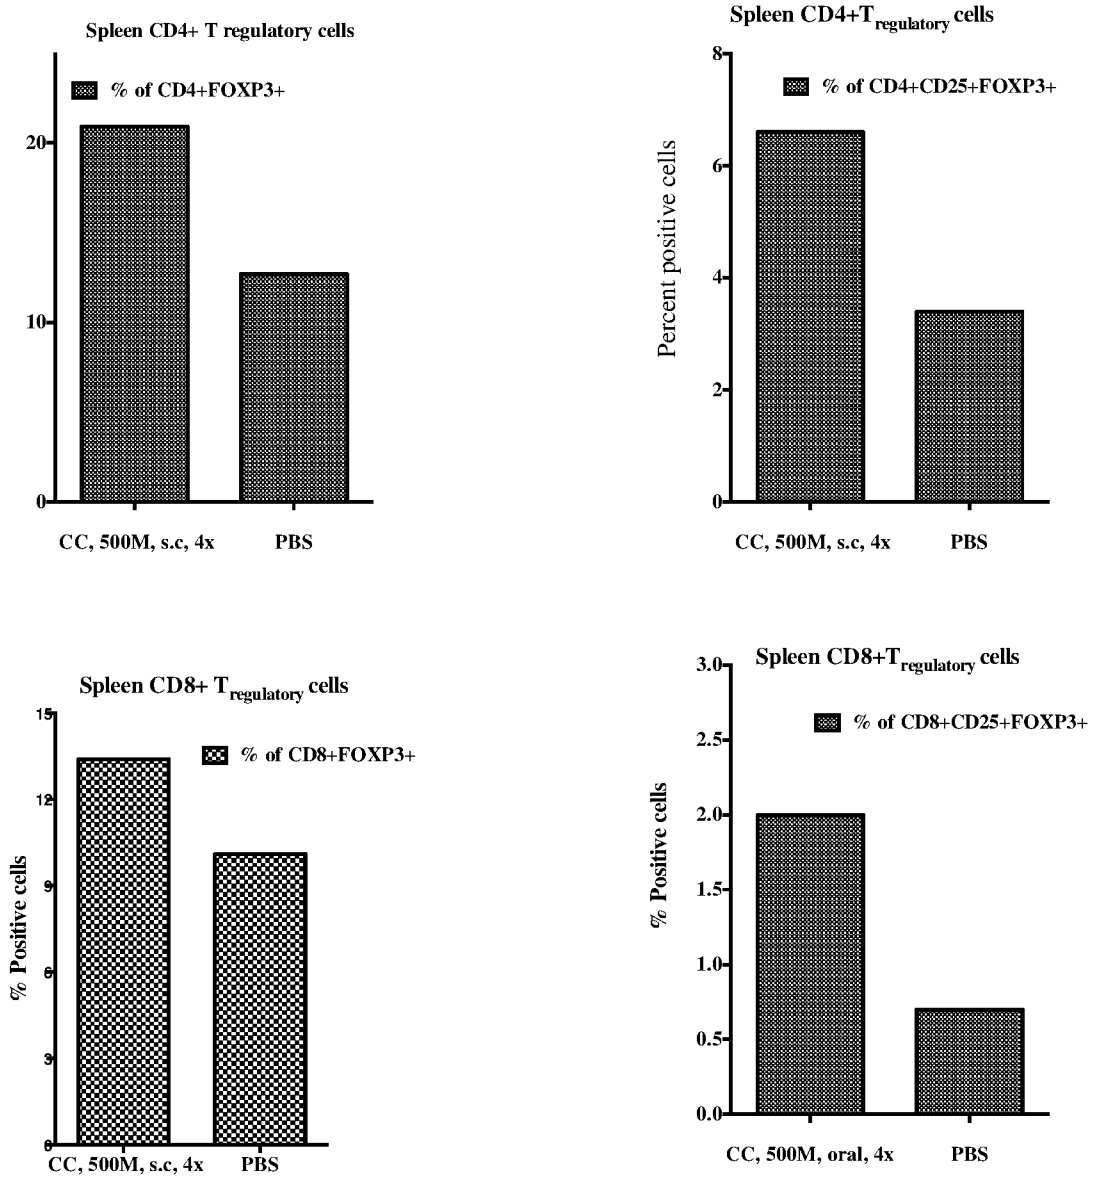 Spleen CD4+ T regulatory cells
% of CD4+FOXP3+
20
10
0
CC, 500M, s.c, 4x
PBS
Spleen CD4+Tregulatory cells
% of CD4+CD25+FOXP3+
Percent positive cells
8
6
4
2
0
CC, 500M, s.c, 4x
PBS
Spleen CD8+ Tregulatory cells
% of CD8+FOXP3+
% Positive cells
15
12
9
6
3
0
CC, 500M, s.c, 4x
PBS
Spleen CD8+Tregulatory cells
% of CD8+CD25+FOXP3+
% Positive cells
3.0
2.5
2.0
1.5
1.0
0.5
0.0
CC, 500M, oral, 4x
PBS